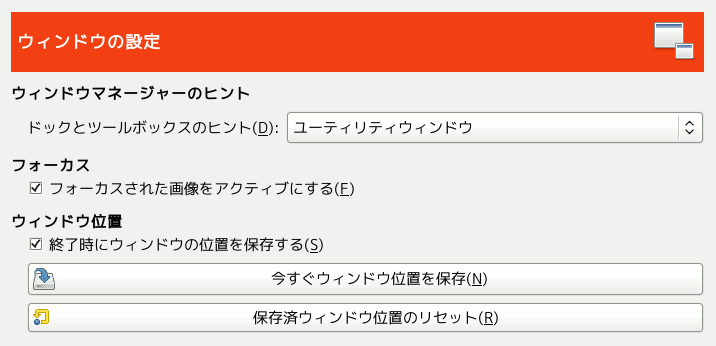 ウィンドウの設定
ウィンドウマネージャーのヒント
ドックとツールボックスのヒント(D): ユーティリティウィンドウ
フォーカス
フォーカスされた画像をアクティブにする(F)
ウィンドウ位置
終了時にウィンドウの位置を保存する(S)
今すぐウィンドウ位置を保存(N)
保存済ウィンドウ位置のリセット(R)